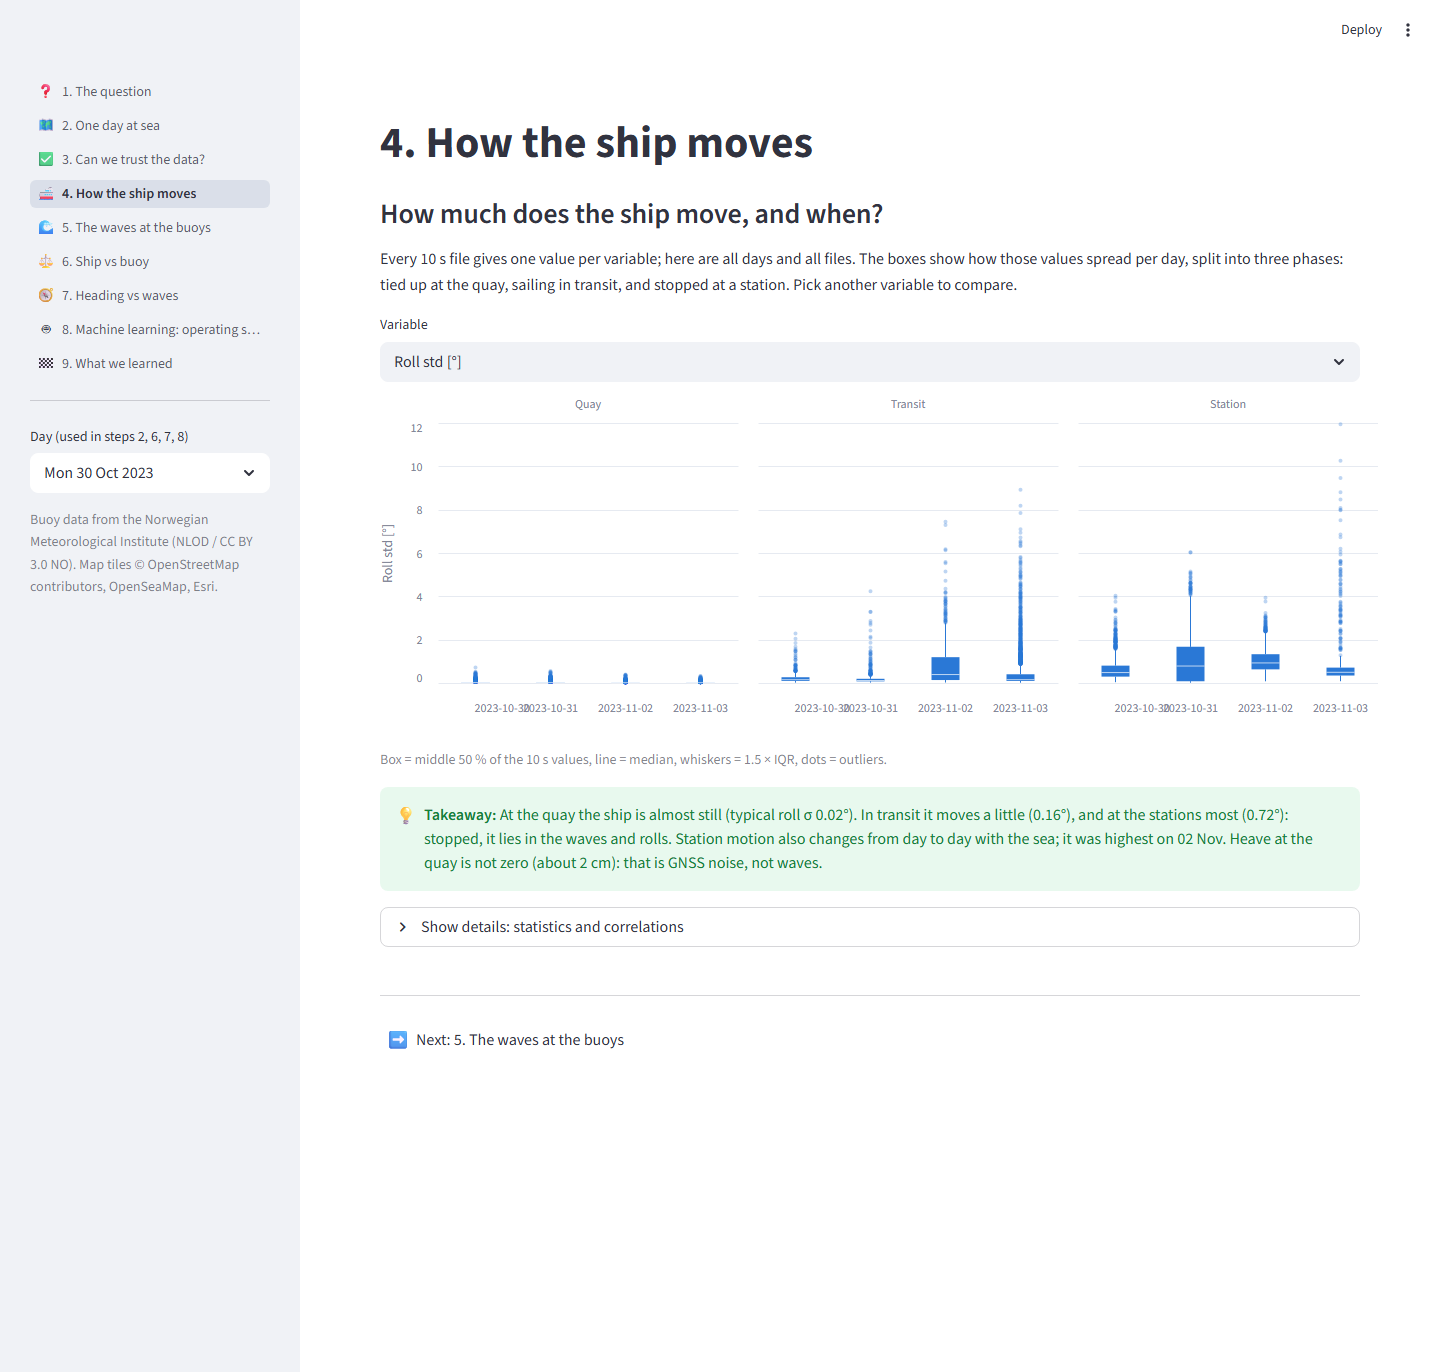 Deploy
1. The question
2. One day at sea
3. Can we trust the data?
4. How the ship moves
5. The waves at the buoys
6. Ship vs buoy
7. Heading vs waves
8. Machine learning: operating s…
9. What we learned
Day (used in steps 2, 6, 7, 8)
Mon 30 Oct 2023
Buoy data from the Norwegian
Meteorological Institute (NLOD / CC BY
3.0 NO). Map tiles © OpenStreetMap
contributors, OpenSeaMap, Esri.
4. How the ship moves
How much does the ship move, and when?
Every 10 s file gives one value per variable; here are all days and all files. The boxes show how those values spread per day, split into three phases:
tied up at the quay, sailing in transit, and stopped at a station. Pick another variable to compare.
Variable
Roll std [°]
Quay Transit Station
12
10
8
6
4
2
0
Roll std [°]
2023-10-30 2023-10-31 2023-11-02 2023-11-03 2023-10-30 2023-10-31 2023-11-02 2023-11-03 2023-10-30 2023-10-31 2023-11-02 2023-11-03
Box = middle 50 % of the 10 s values, line = median, whiskers = 1.5 × IQR, dots = outliers.
Takeaway: At the quay the ship is almost still (typical roll σ 0.02°). In transit it moves a little (0.16°), and at the stations most (0.72°):
stopped, it lies in the waves and rolls. Station motion also changes from day to day with the sea; it was highest on 02 Nov. Heave at the
quay is not zero (about 2 cm): that is GNSS noise, not waves.
Show details: statistics and correlations
Next: 5. The waves at the buoys